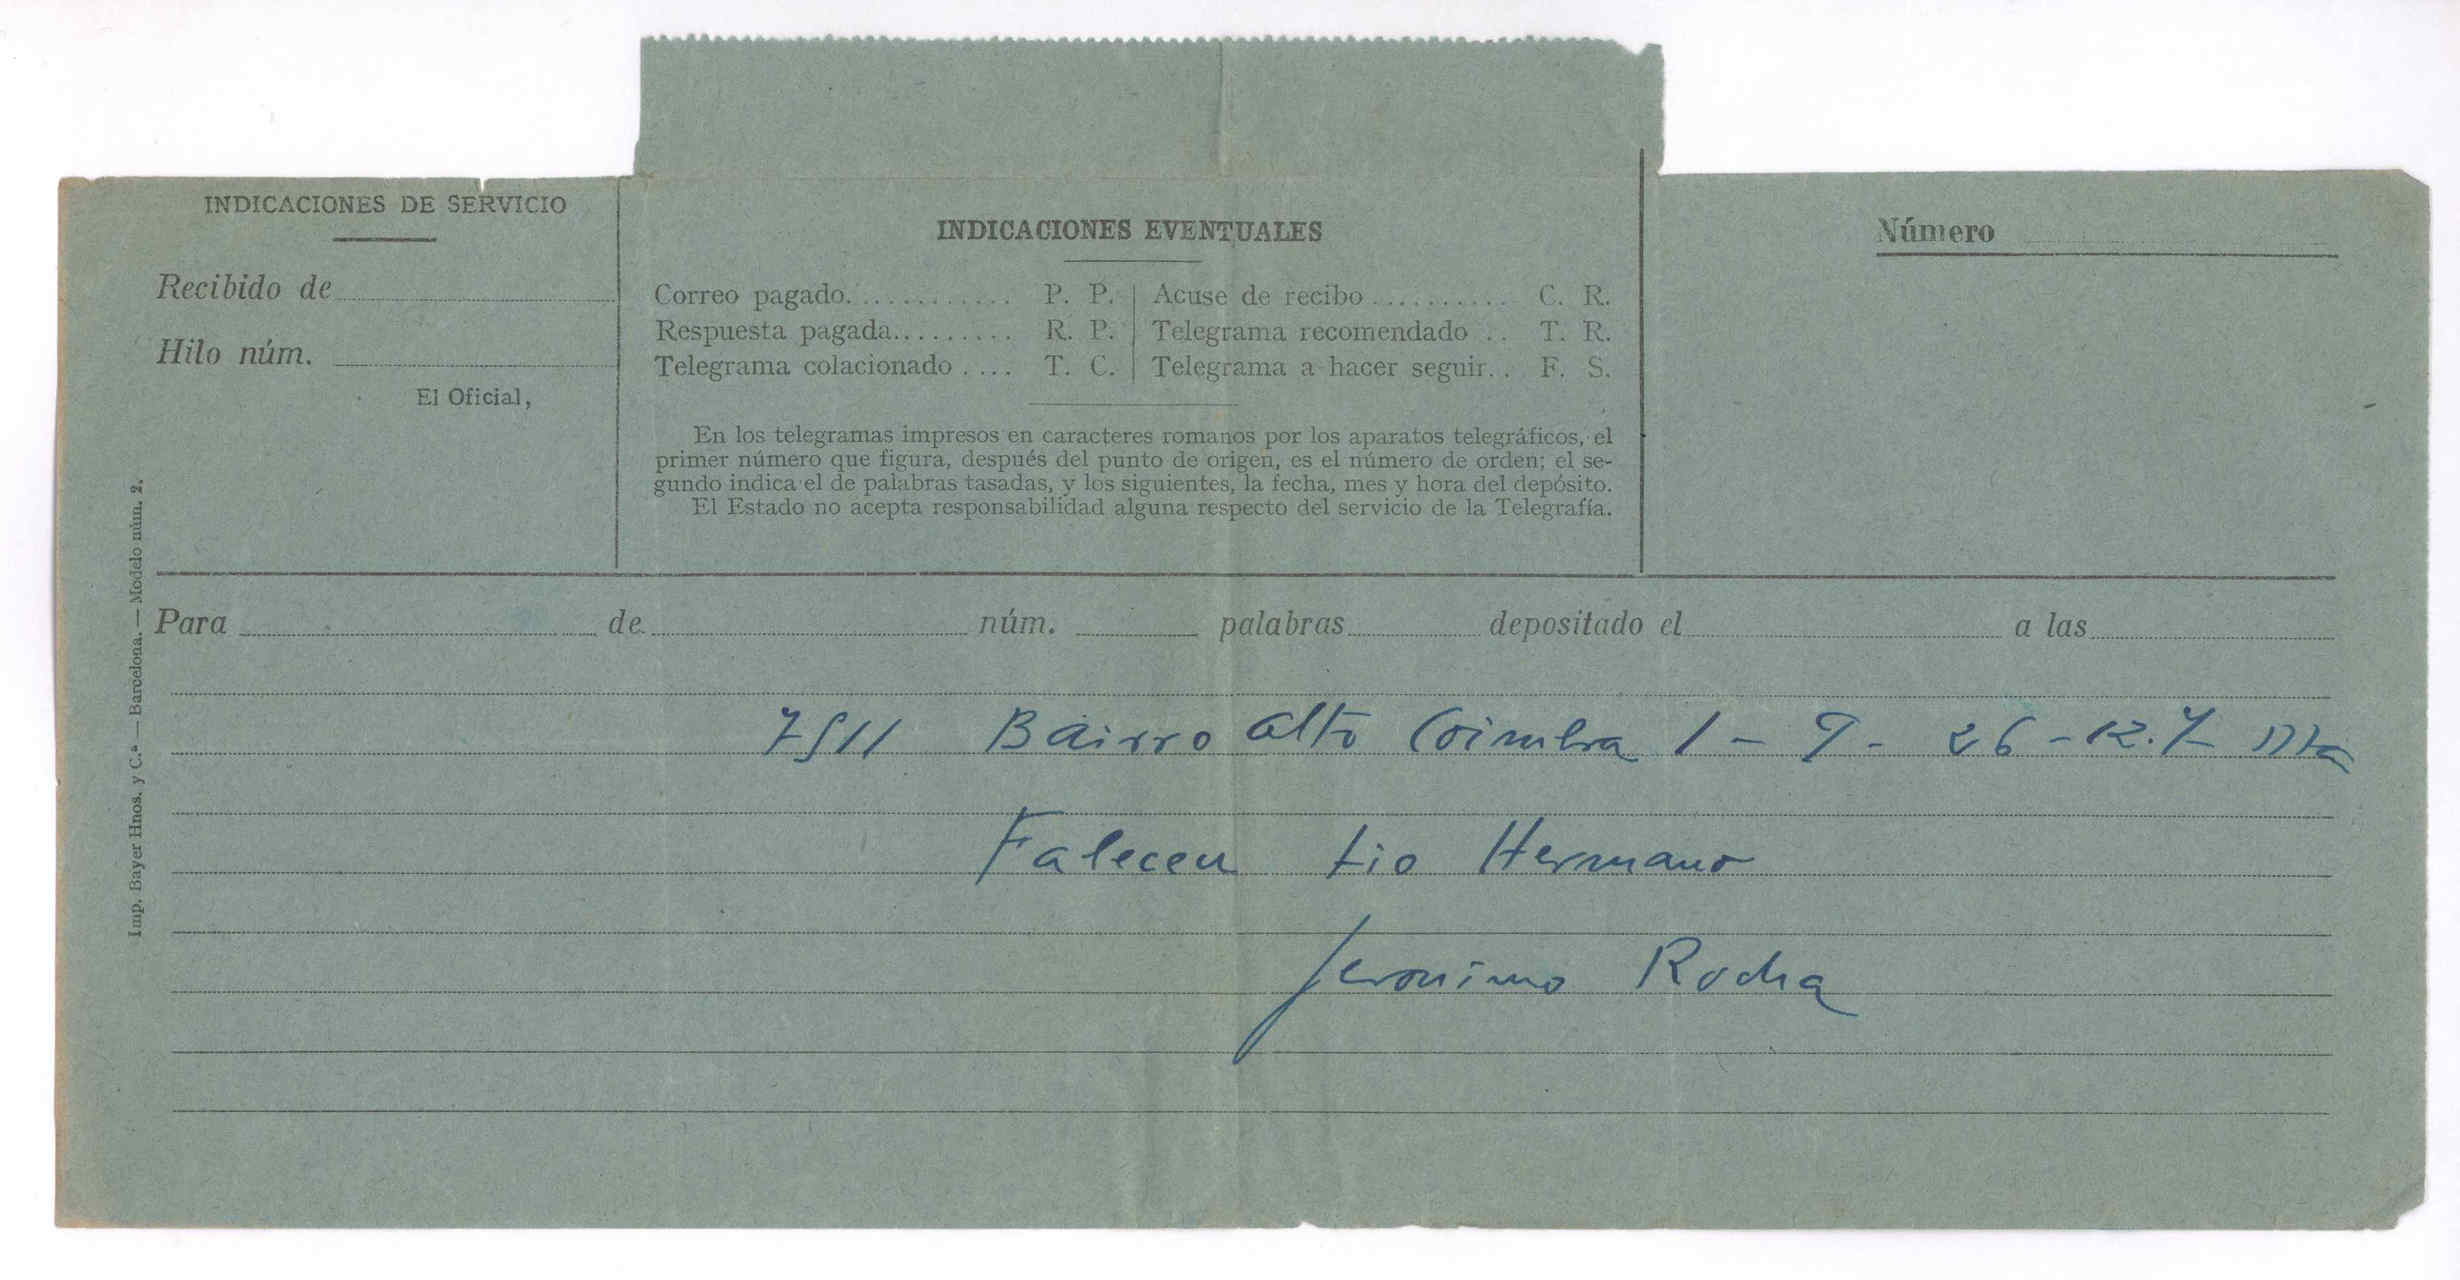 INDICACIONES DE SERVICIO
Recibido de
Hilo núm.
El Oficial,
INDICACIONES EVENTUALES
Correo pagado............ P. P. | Acuse de recibo.......... C. R.
Respuesta pagada......... R. P. | Telegrama recomendado .. T. R.
Telegrama colacionado .... T. C. | Telegrama a hacer seguir.. F. S.
En los telegramas impresos en caracteres romanos por los aparatos telegráficos, el
primer número que figura, después del punto de origen, es el número de orden; el se-
gundo indica el de palabras tasadas, y los siguientes, la fecha, mes y hora del depósito.
El Estado no acepta responsabilidad alguna respecto del servicio de la Telegrafía.
Número
Imp. Bayer Hnos. y C.ª — Barcelona. — Modelo núm. 2.
Para de núm. palabras depositado el a las
Bairro alto Coimbra 1 - 9 - 26 -
Faleceu tio Hermano
Jeronimo Rocha